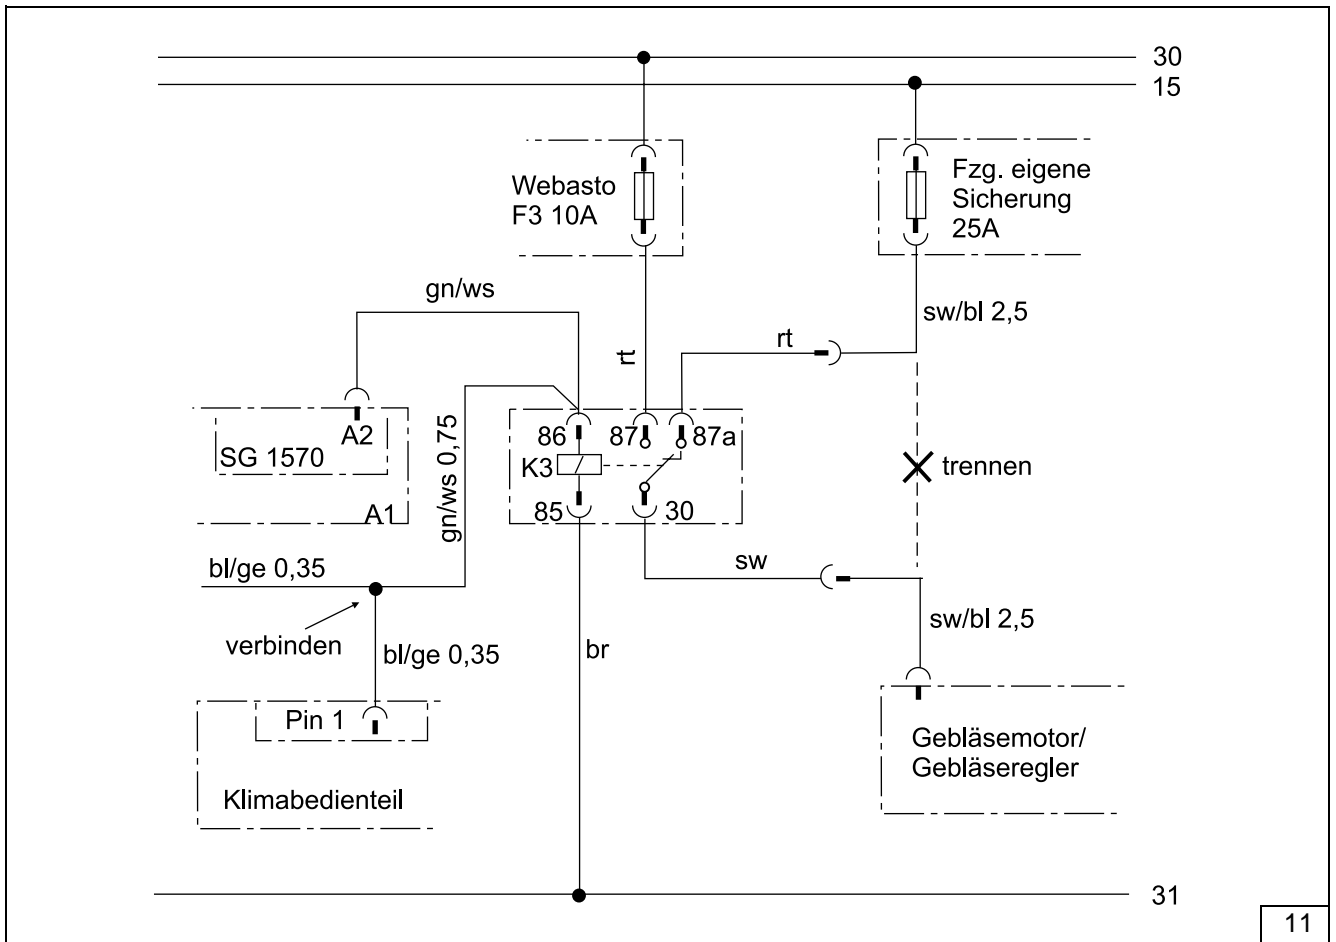 30
15
Webasto
F3 10A
Fzg. eigene
Sicherung
25A
gn/ws
sw/bl 2,5
rt
rt
A2
SG 1570
A1
gn/ws 0,75
86
87
87a
K3
85
30
trennen
bl/ge 0,35
sw
verbinden
bl/ge 0,35
br
sw/bl 2,5
Pin 1
Klimabedienteil
Gebläsemotor/
Gebläseregler
31
11